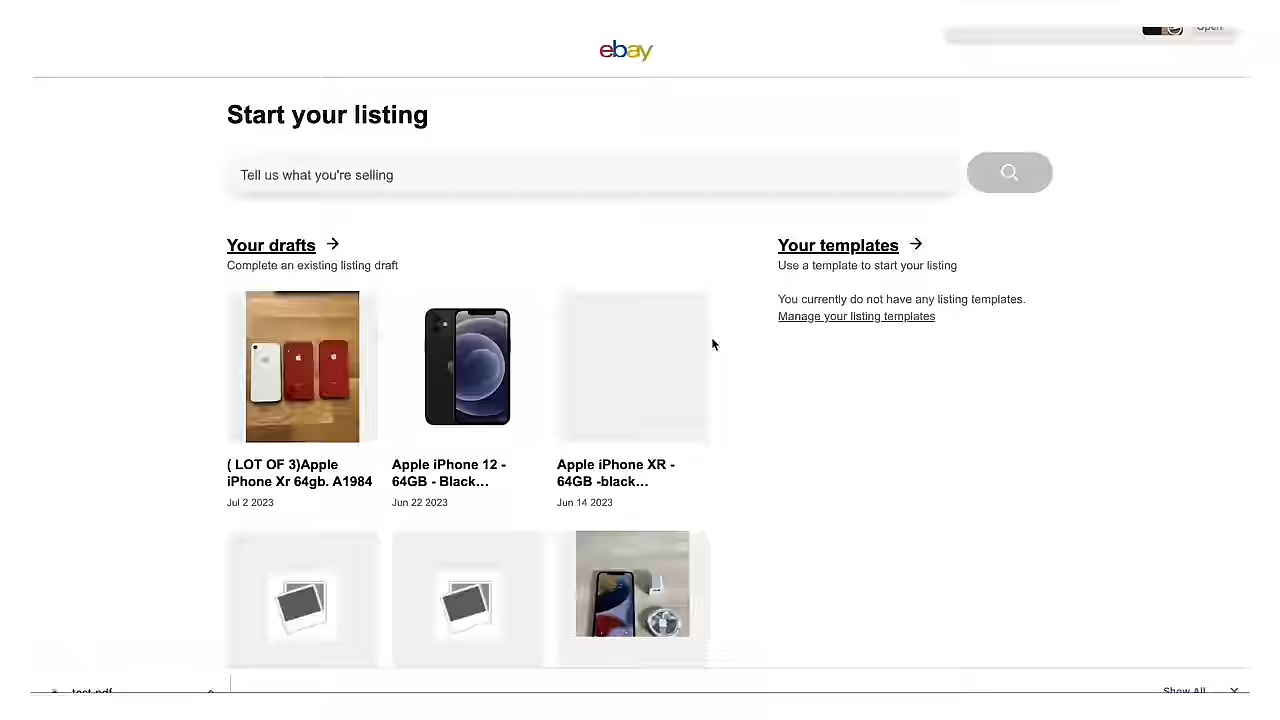 Open
ebay
Start your listing
Tell us what you're selling
Your drafts →
Complete an existing listing draft
Your templates →
Use a template to start your listing
You currently do not have any listing templates.
Manage your listing templates
( LOT OF 3)Apple
iPhone Xr 64gb. A1984
Jul 2 2023
Apple iPhone 12 -
64GB - Black...
Jun 22 2023
Apple iPhone XR -
64GB -black...
Jun 14 2023
test-pdf
Show All